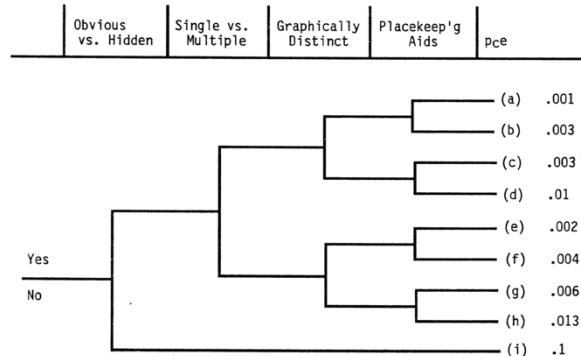 Obvious vs. Hidden
Single vs. Multiple
Graphically Distinct
Placekeep'g Aids
pce
(a) .001
(b) .003
(c) .003
(d) .01
(e) .002
Yes
(f) .004
No
(g) .006
(h) .013
(i) .1